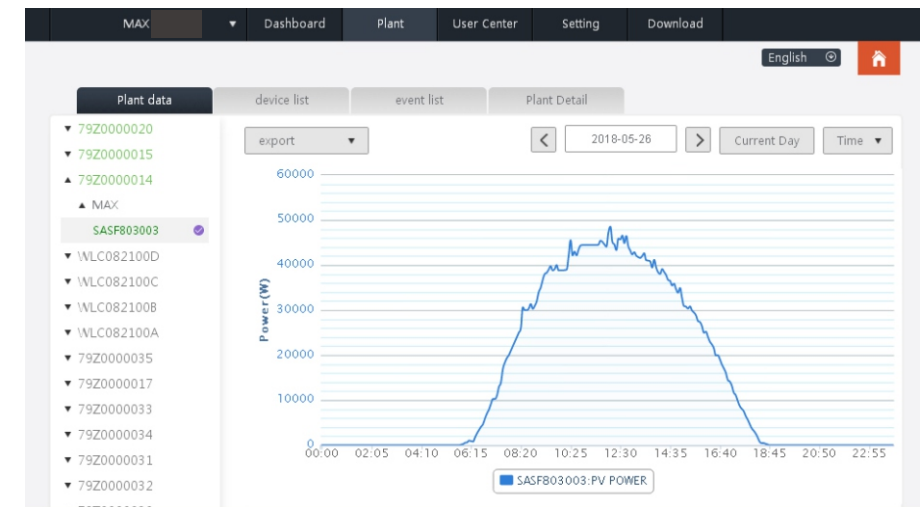 MAX ▼ Dashboard Plant User Center Setting Download
English
Plant data device list event list Plant Detail
▼ 79Z0000020
▼ 79Z0000015
▲ 79Z0000014
▲ MAX
SASF803003
▼ WLC082100D
▼ WLC082100C
▼ WLC082100B
▼ WLC082100A
▼ 79Z0000035
▼ 79Z0000017
▼ 79Z0000033
▼ 79Z0000034
▼ 79Z0000031
▼ 79Z0000032
export ▼ < 2018-05-26 > Current Day Time ▼
60000
50000
40000
30000
20000
10000
0
Power(W)
00:00 02:05 04:10 06:15 08:20 10:25 12:30 14:35 16:40 18:45 20:50 22:55
SASF803003:PV POWER